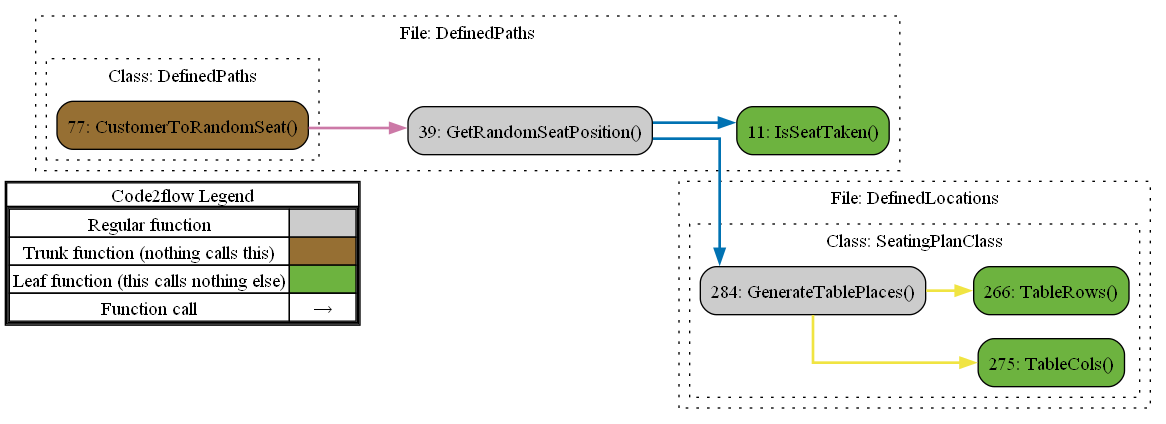 File: DefinedPaths
Class: DefinedPaths
77: CustomerToRandomSeat()
39: GetRandomSeatPosition()
11: IsSeatTaken()
File: DefinedLocations
Class: SeatingPlanClass
284: GenerateTablePlaces()
266: TableRows()
275: TableCols()
Code2flow Legend
Regular function
Trunk function (nothing calls this)
Leaf function (this calls nothing else)
Function call →